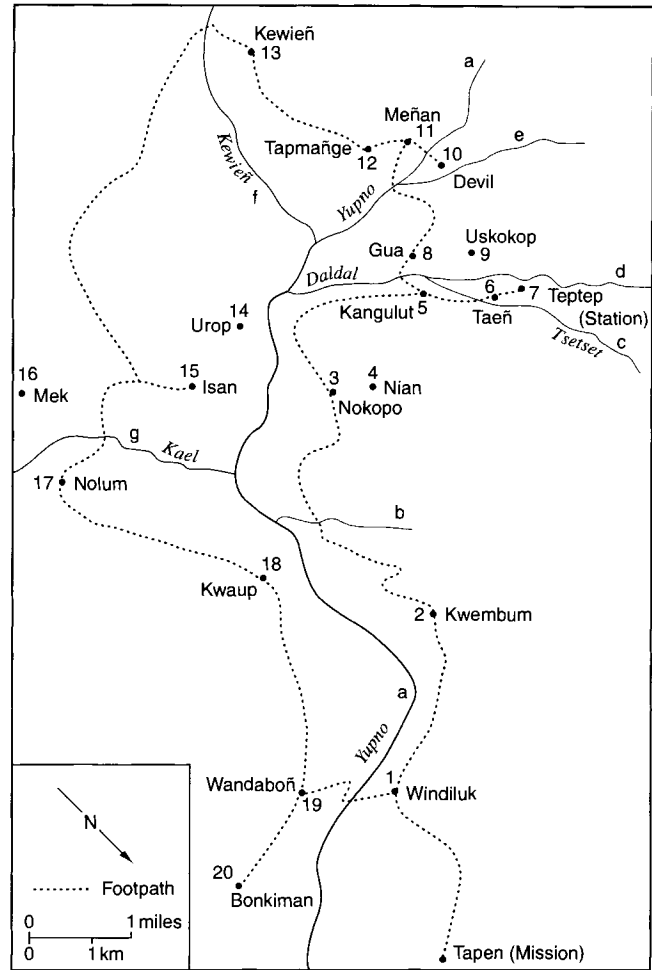 Kewieñ
13
a
Meñan
11
e
Tapmañge
12
10
Devil
Kewieñ
f
Yupno
Gua
8
Uskokop
9
Daldal
d
6
7
Teptep
(Station)
5
Kangulut
Taeñ
Tsetset
c
14
Urop
16
Mek
15
Isan
3
Nokopo
4
Nian
g
Kael
17
Nolum
b
18
Kwaup
2
Kwembum
a
Yupno
Wandaboñ
19
1
Windiluk
20
Bonkiman
Tapen (Mission)
N
Footpath
0 1 miles
0 1 km